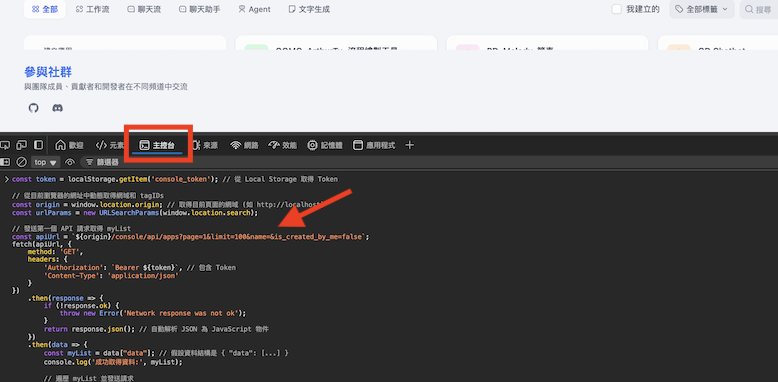 全部 工作流 聊天流 聊天助手 Agent 文字生成 我建立的 全部標籤 搜尋
參與社群
與團隊成員、貢獻者和開發者在不同頻道中交流
歡迎 元素 主控台 來源 網路 效能 記憶體 應用程式
top 篩選器
const token = localStorage.getItem('console_token'); // 從 Local Storage 取得 Token
// 從目前瀏覽器的網址中動態取得網域和 tagIDs
const origin = window.location.origin; // 取得目前頁面的網域 (如 http://localhost)
const urlParams = new URLSearchParams(window.location.search);
// 發送第一個 API 請求取得 myList
const apiUrl = `${origin}/console/api/apps?page=1&limit=100&name=&is_created_by_me=false`;
fetch(apiUrl, {
method: 'GET',
headers: {
'Authorization': `Bearer ${token}`, // 包含 Token
'Content-Type': 'application/json'
}
})
.then(response => {
if (!response.ok) {
throw new Error('Network response was not ok');
}
return response.json(); // 自動解析 JSON 為 JavaScript 物件
})
.then(data => {
const myList = data["data"]; // 假設資料結構是 { "data": [...] }
console.log('成功取得資料:', myList);
// 遍歷 myList 並發送請求